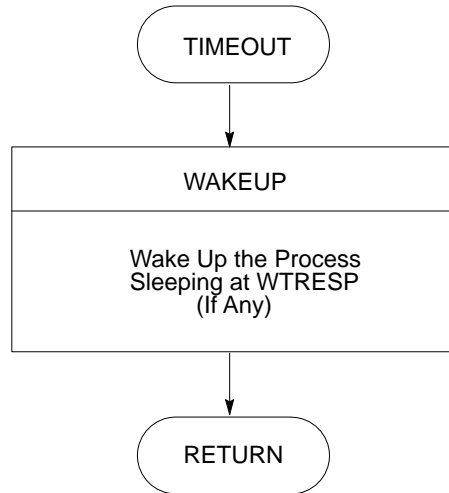 TIMEOUT
WAKEUP
Wake Up the Process
Sleeping at WTRESP
(If Any)
RETURN